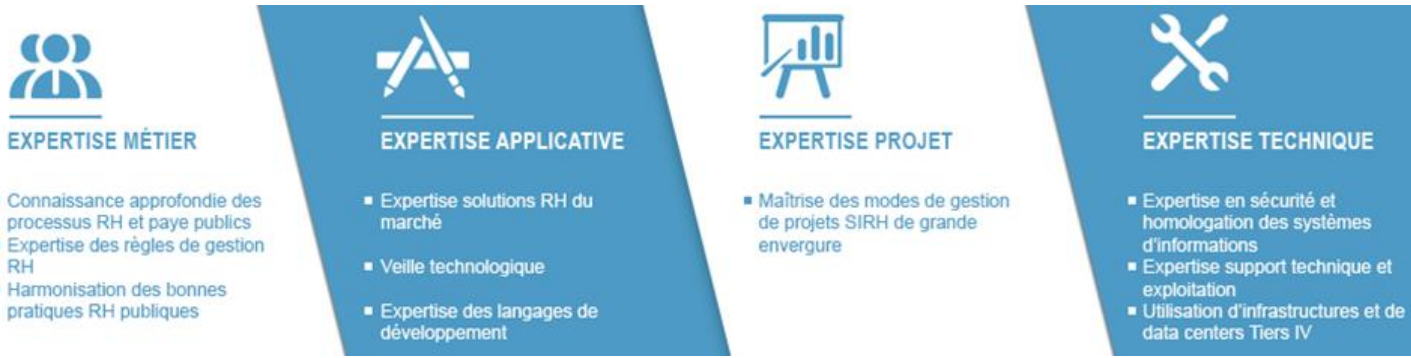 EXPERTISE MÉTIER
Connaissance approfondie des
processus RH et paye publics
Expertise des règles de gestion
RH
Harmonisation des bonnes
pratiques RH publiques
EXPERTISE APPLICATIVE
▪ Expertise solutions RH du
marché
▪ Veille technologique
▪ Expertise des langages de
développement
EXPERTISE PROJET
▪ Maîtrise des modes de gestion
de projets SIRH de grande
envergure
EXPERTISE TECHNIQUE
▪ Expertise en sécurité et
homologation des systèmes
d'informations
▪ Expertise support technique et
exploitation
▪ Utilisation d'infrastructures et de
data centers Tiers IV